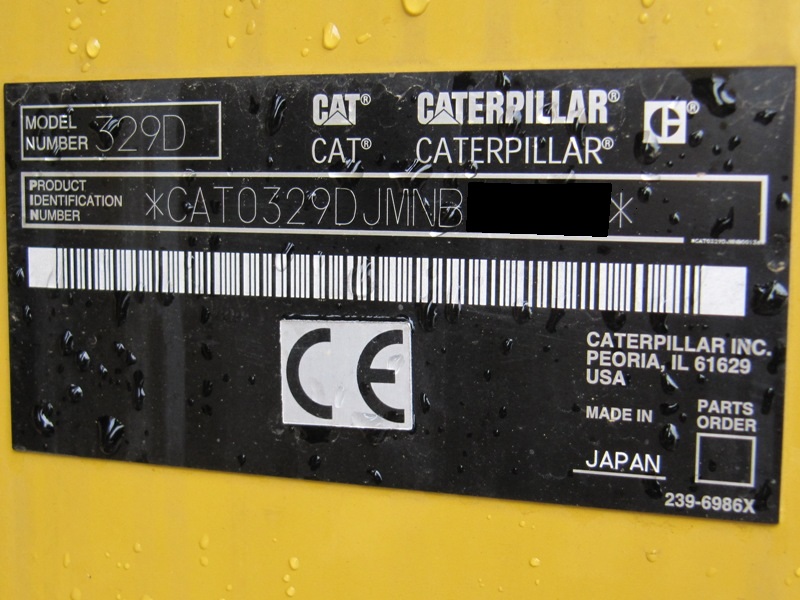 MODEL
NUMBER 329D
CAT® CATERPILLAR® C®
CAT® CATERPILLAR®
PRODUCT
IDENTIFICATION
NUMBER
*CAT0329DJMNB *
CE
CATERPILLAR INC.
PEORIA, IL 61629
USA
MADE IN
JAPAN
PARTS
ORDER
239-6986X